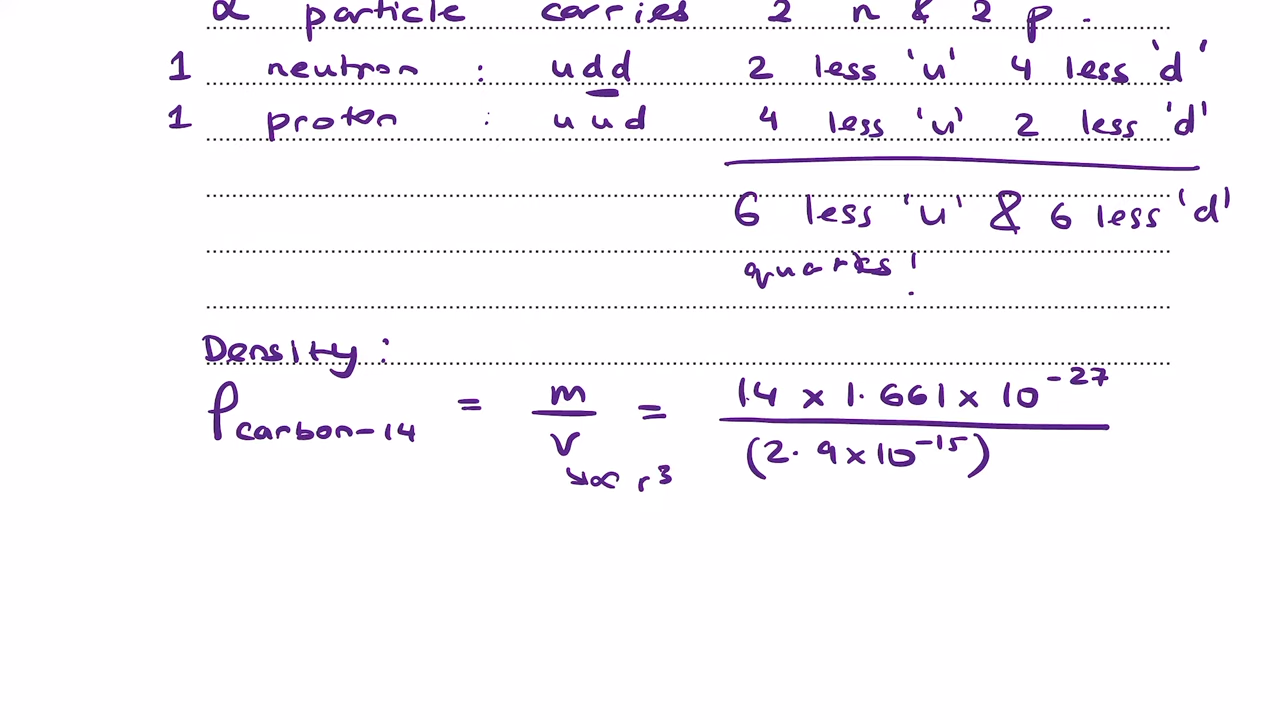 α particle carries 2 n & 2 p.
1 neutron : udd 2 less 'u' 4 less 'd'
1 proton : uud 4 less 'u' 2 less 'd'
6 less 'u' & 6 less 'd'
quarks!
Density:
ρ carbon-14 = m/V = 14 × 1.661 × 10⁻²⁷ / (2.9 × 10⁻¹⁵)
↘∝ r³